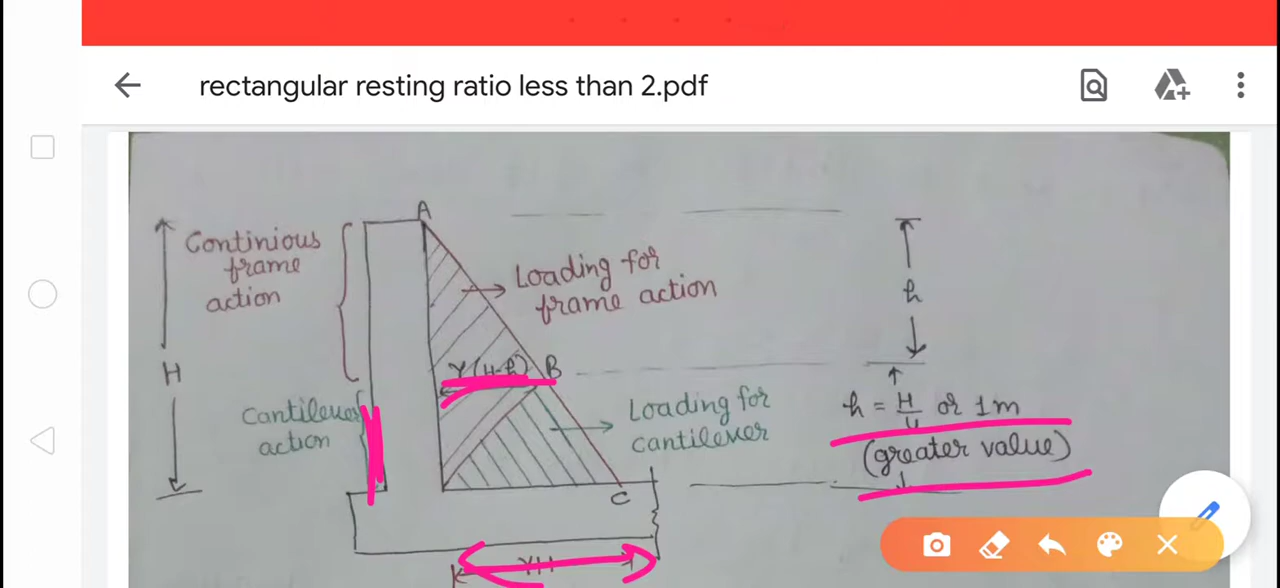 rectangular resting ratio less than 2.pdf
A
Continious
frame
action
Loading for
frame action
h
H
γ(H-h) B
h = H/4 or 1m
(greater value)
Cantilever
action
Loading for
cantilever
C
γH